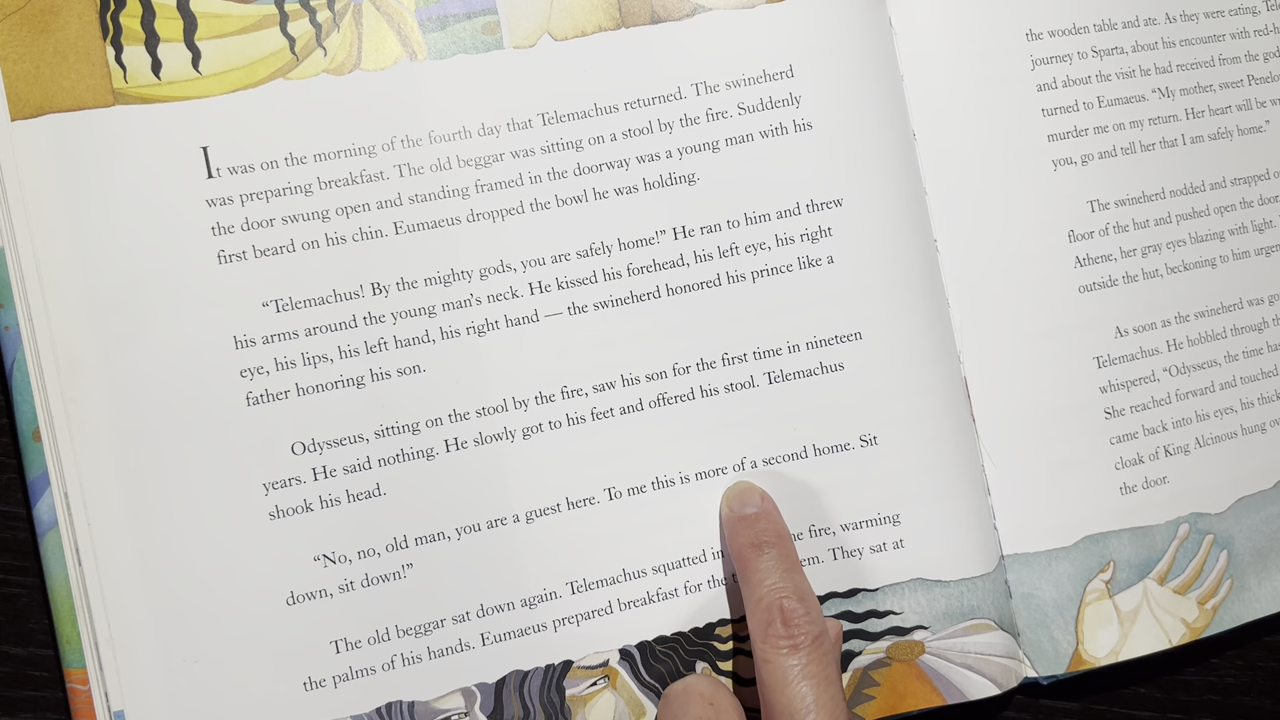 It was on the morning of the fourth day that Telemachus returned. The swineherd
was preparing breakfast. The old beggar was sitting on a stool by the fire. Suddenly
the door swung open and standing framed in the doorway was a young man with his
first beard on his chin. Eumaeus dropped the bowl he was holding.
“Telemachus! By the mighty gods, you are safely home!” He ran to him and threw
his arms around the young man’s neck. He kissed his forehead, his left eye, his right
eye, his lips, his left hand, his right hand — the swineherd honored his prince like a
father honoring his son.
Odysseus, sitting on the stool by the fire, saw his son for the first time in nineteen
years. He said nothing. He slowly got to his feet and offered his stool. Telemachus
shook his head.
“No, no, old man, you are a guest here. To me this is more of a second home. Sit
down, sit down!”
The old beggar sat down again. Telemachus squatted in fire, warming
the palms of his hands. Eumaeus prepared breakfast for the They sat at
the wooden table and ate. As they were eating,
journey to Sparta, about his encounter with
and about the visit he had received from the
turned to Eumaeus. “My mother, sweet
murder me on my return. Her heart will be
you, go and tell her that I am safely home.”
The swineherd nodded and strapped
floor of the hut and pushed open the door.
Athene, her gray eyes blazing with light.
outside the hut, beckoning to him
As soon as the swineherd was
Telemachus. He hobbled through
whispered, “Odysseus, the time
She reached forward and touched
came back into his eyes, his
cloak of King Alcinous hung
the door.